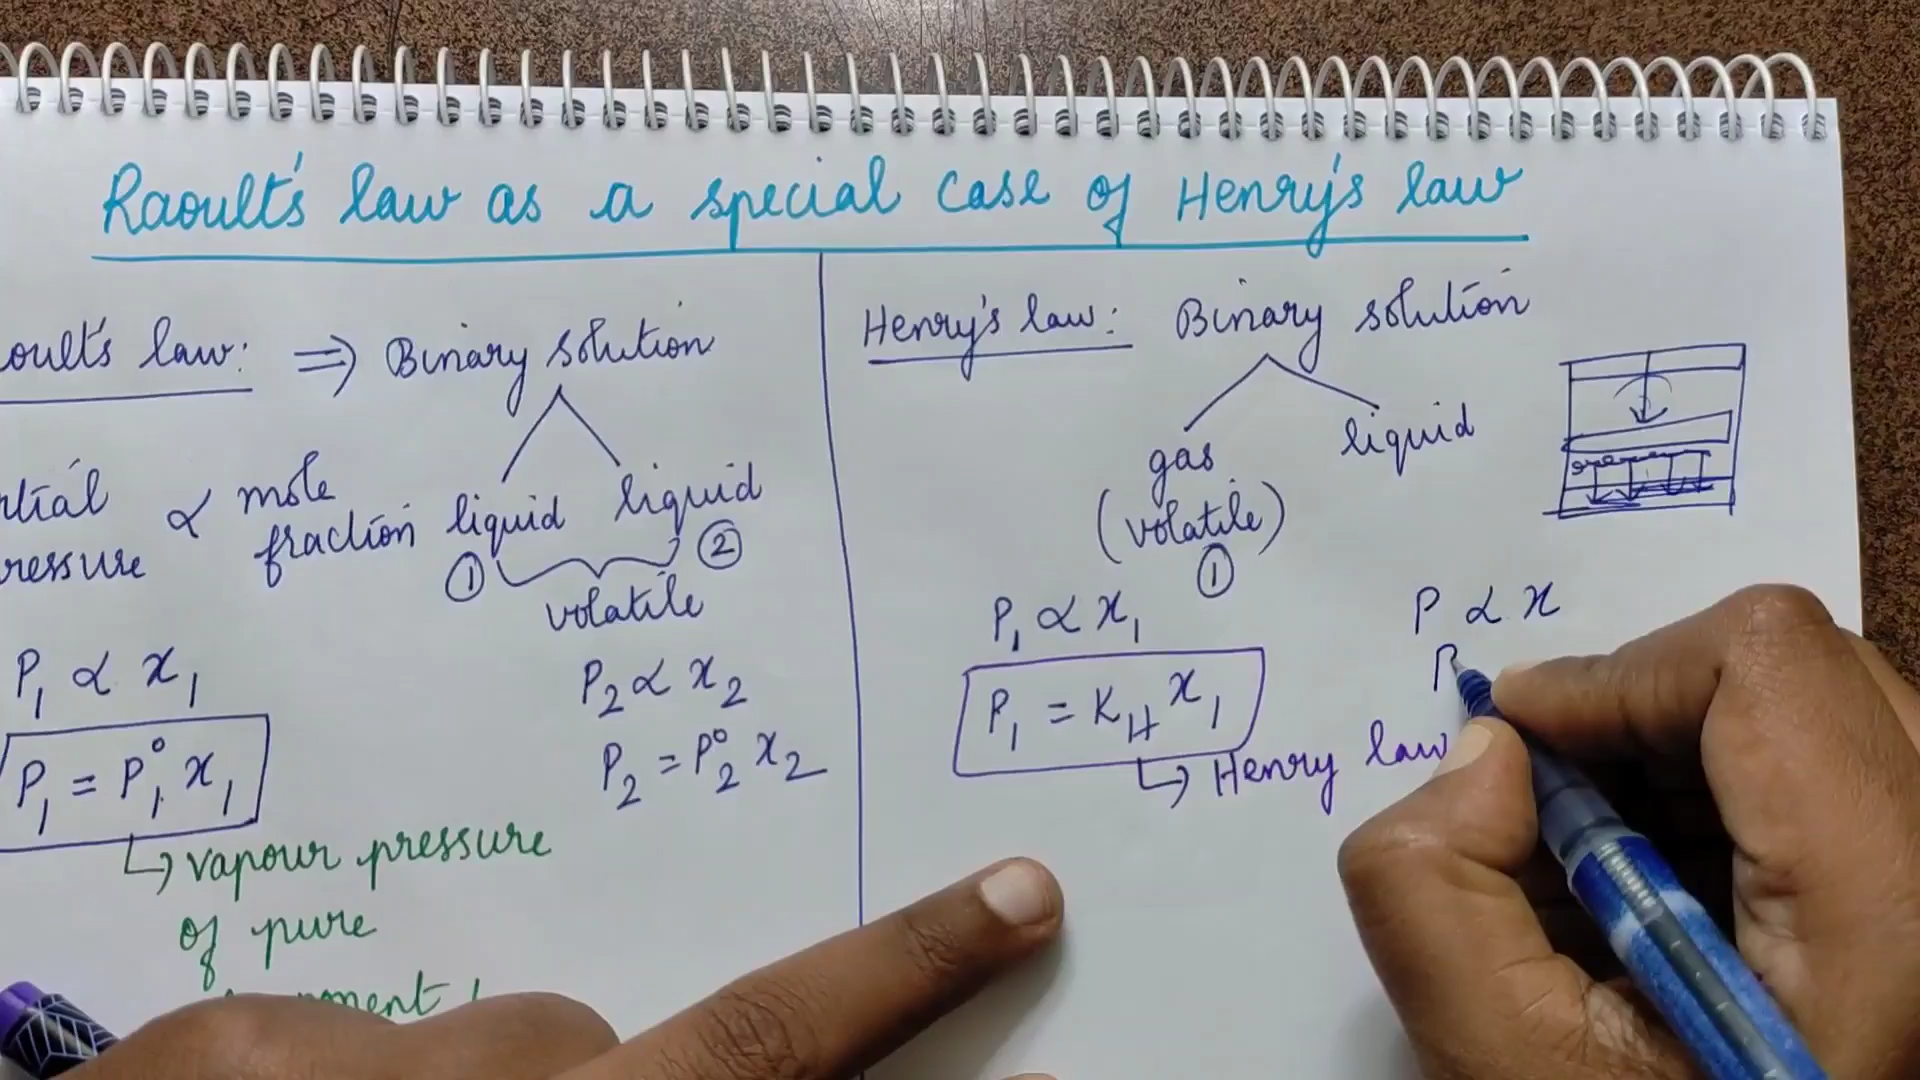 Raoult's law as a special case of Henry's law
oult's law: ⇒ Binary solution
liquid liquid
① ②
volatile
rtial ∝ mole
ressure fraction
P₁ ∝ x₁
P₁ = P₁° x₁
↳ vapour pressure
of pure
P₂ ∝ x₂
P₂ = P₂° x₂
Henry's law: Binary solution
gas liquid
(volatile)
①
P₁ ∝ x₁
P₁ = K_H x₁
↳ Henry law
P ∝ x
P